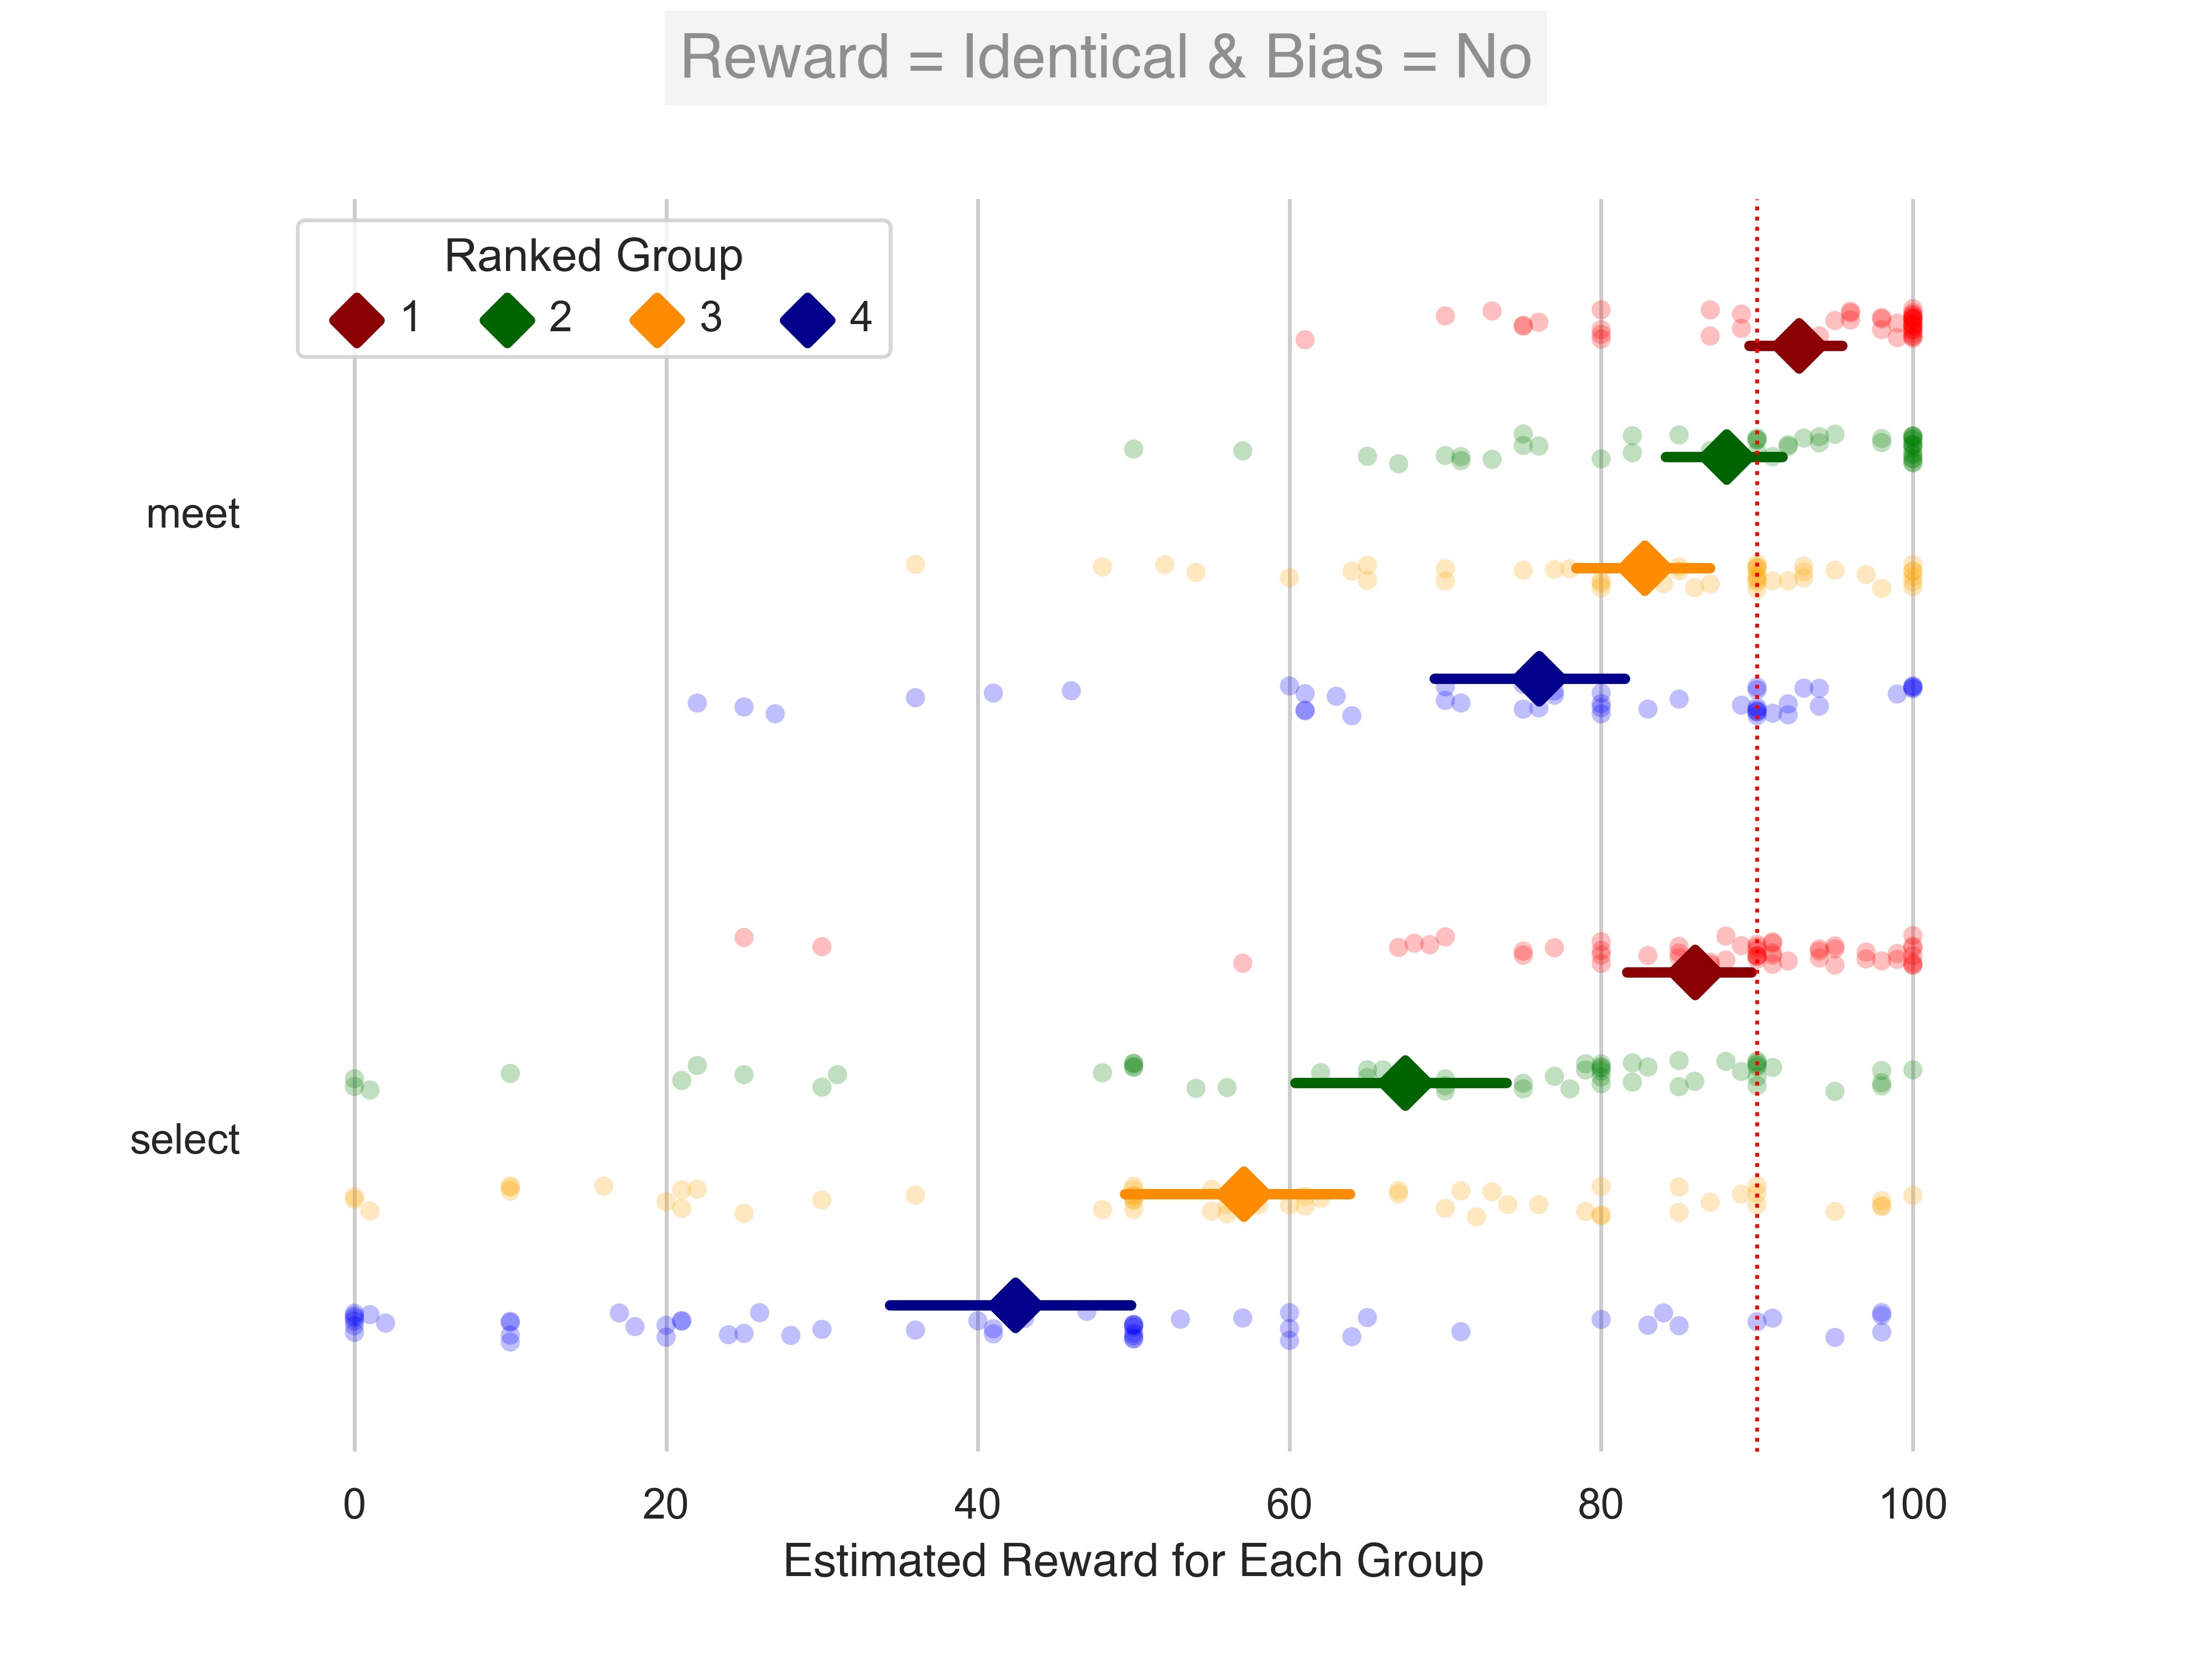 Reward = Identical & Bias = No
Ranked Group
1 2 3 4
meet
select
0 20 40 60 80 100
Estimated Reward for Each Group